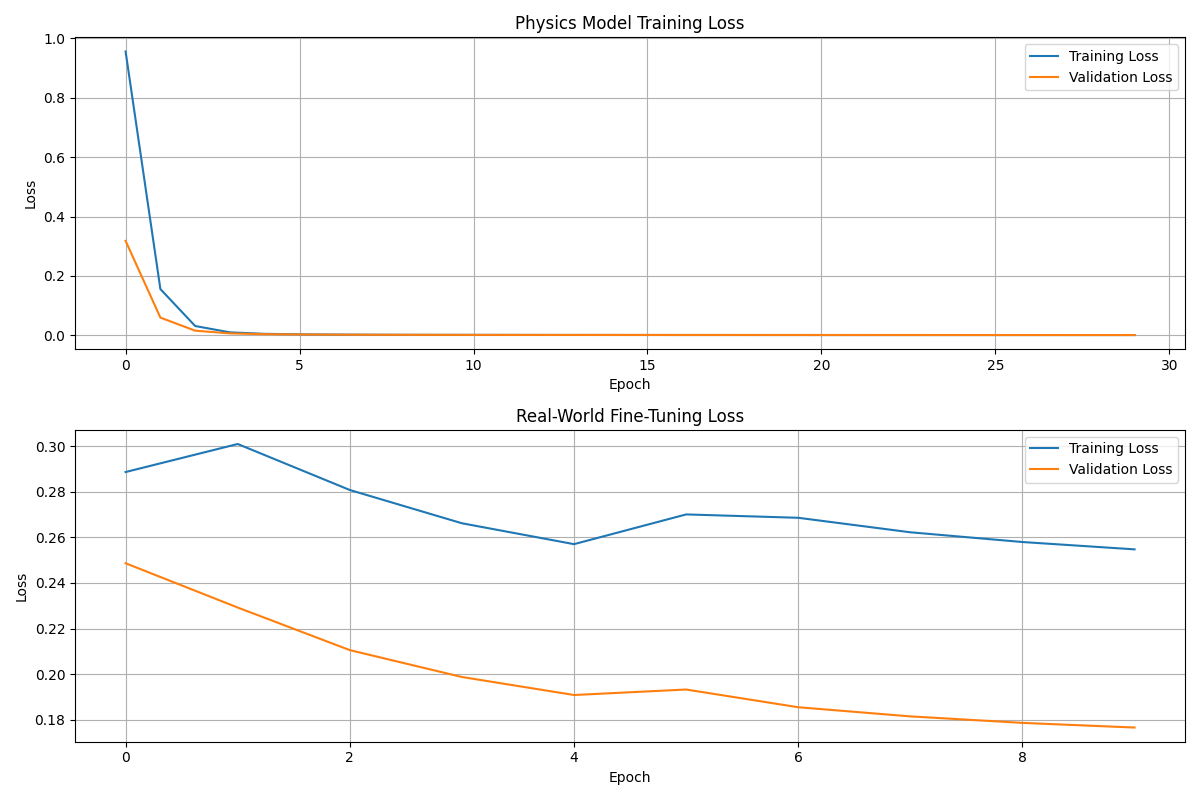 Physics Model Training Loss
1.0
0.8
0.6
0.4
0.2
0.0
Loss
Training Loss
Validation Loss
0 5 10 15 20 25 30
Epoch
Real-World Fine-Tuning Loss
0.30
0.28
0.26
0.24
0.22
0.20
0.18
Loss
Training Loss
Validation Loss
0 2 4 6 8
Epoch